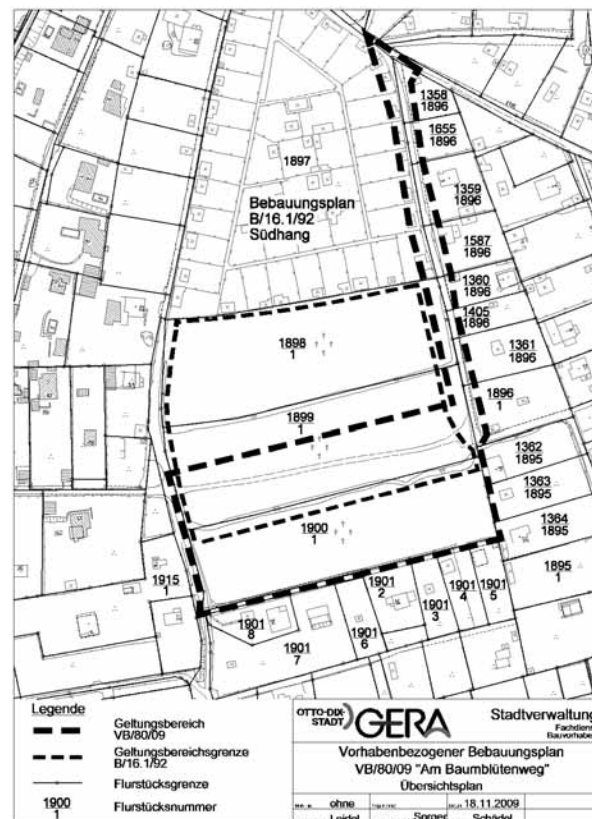 1358
1896
1655
1896
1359
1896
1587
1896
1360
1896
1405
1896
1361
1896
1896
1
1897
Bebauungsplan
B/16.1/92
Südhang
1898
1
1899
1
1900
1
1362
1895
1363
1895
1364
1895
1895
1
1915
1
1901
8
1901
7
1901
6
1901
2
1901
3
1901
4
1901
5
Legende
Geltungsbereich
VB/80/09
Geltungsbereichsgrenze
B/16.1/92
Flurstücksgrenze
1900
1
Flurstücksnummer
OTTO-DIX-
STADT
GERA
Stadtverwaltung
Fachdiens
Bauvorhabe
Vorhabenbezogener Bebauungsplan
VB/80/09 "Am Baumblütenweg"
Übersichtsplan
ohne
18.11.2009
Leidel
Schädel